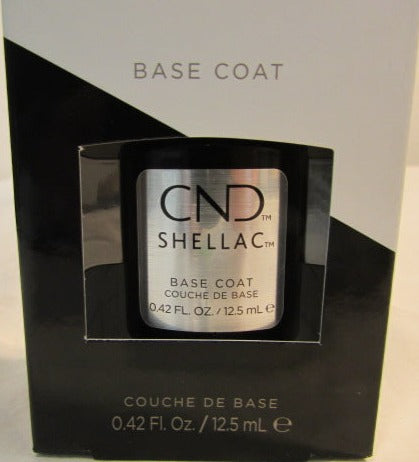 BASE COAT
CND™
SHELLAC™
BASE COAT
COUCHE DE BASE
0.42 FL. OZ. / 12.5 mL ℮
COUCHE DE BASE
0.42 Fl. Oz. / 12.5 mL ℮